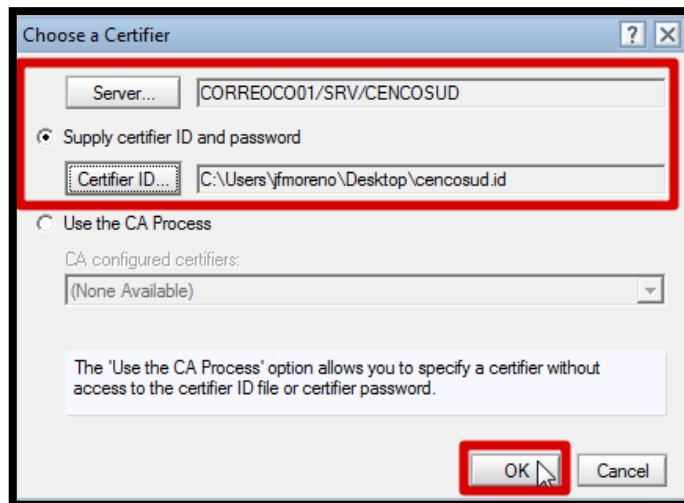 Choose a Certifier
Server... CORREOCO01/SRV/CENCOSUD
Supply certifier ID and password
Certifier ID... C:\Users\jfmoreno\Desktop\cencosud.id
Use the CA Process
CA configured certifiers:
(None Available)
The 'Use the CA Process' option allows you to specify a certifier without
access to the certifier ID file or certifier password.
OK Cancel